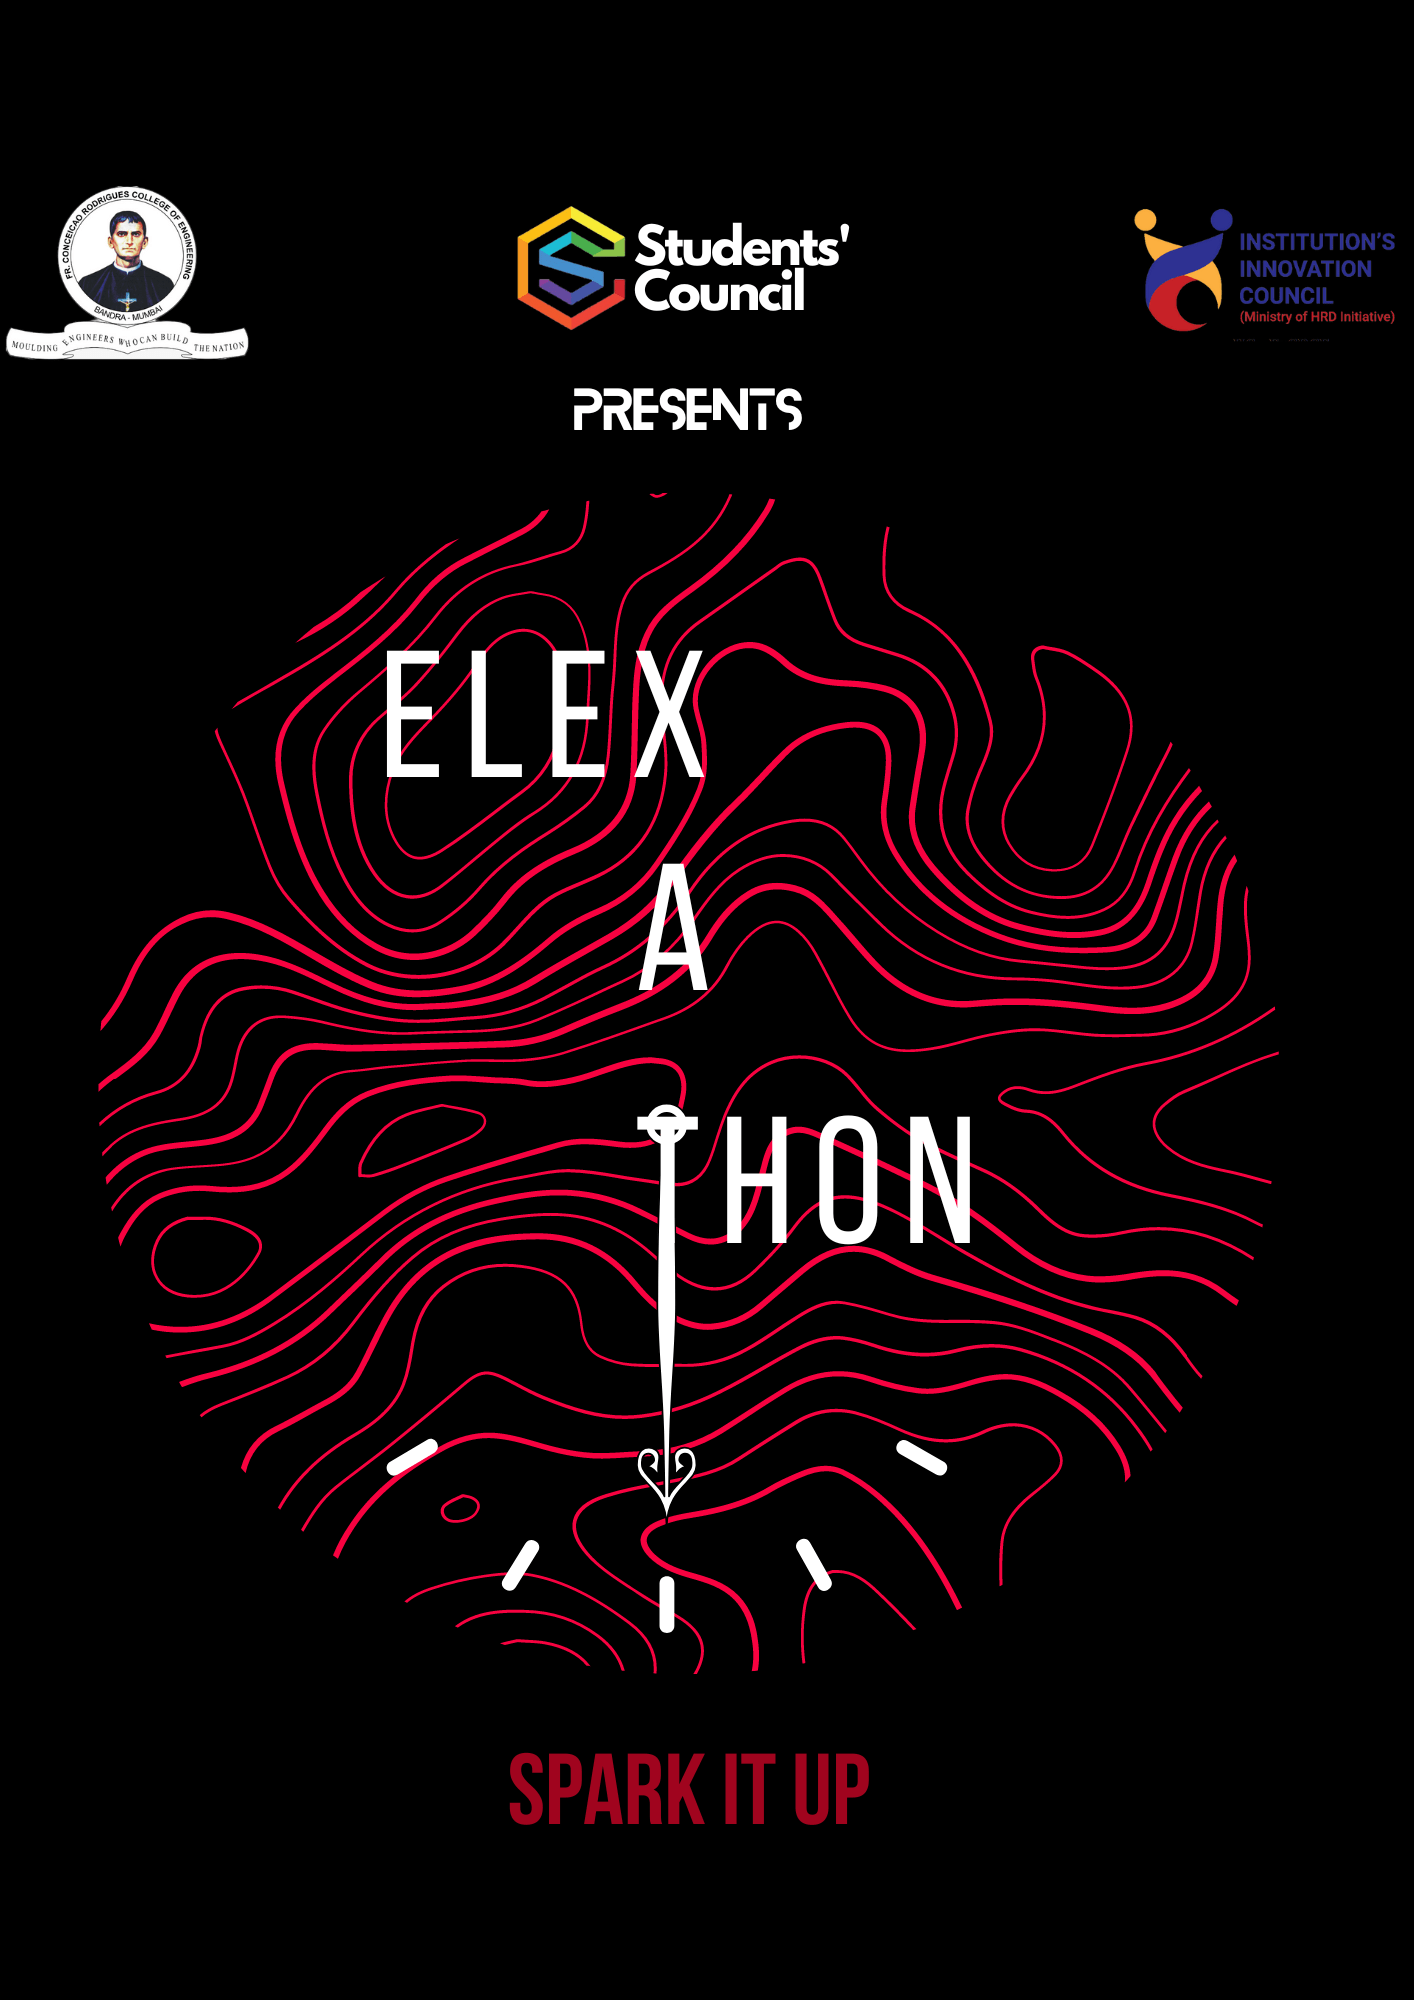 FR. CONCEICAO RODRIGUES COLLEGE OF ENGINEERING
BANDRA - MUMBAI
MOULDING ENGINEERS WHO CAN BUILD THE NATION
Students'
Council
INSTITUTION'S
INNOVATION
COUNCIL
(Ministry of HRD Initiative)
PRESENTS
ELEX
A
THON
SPARK IT UP